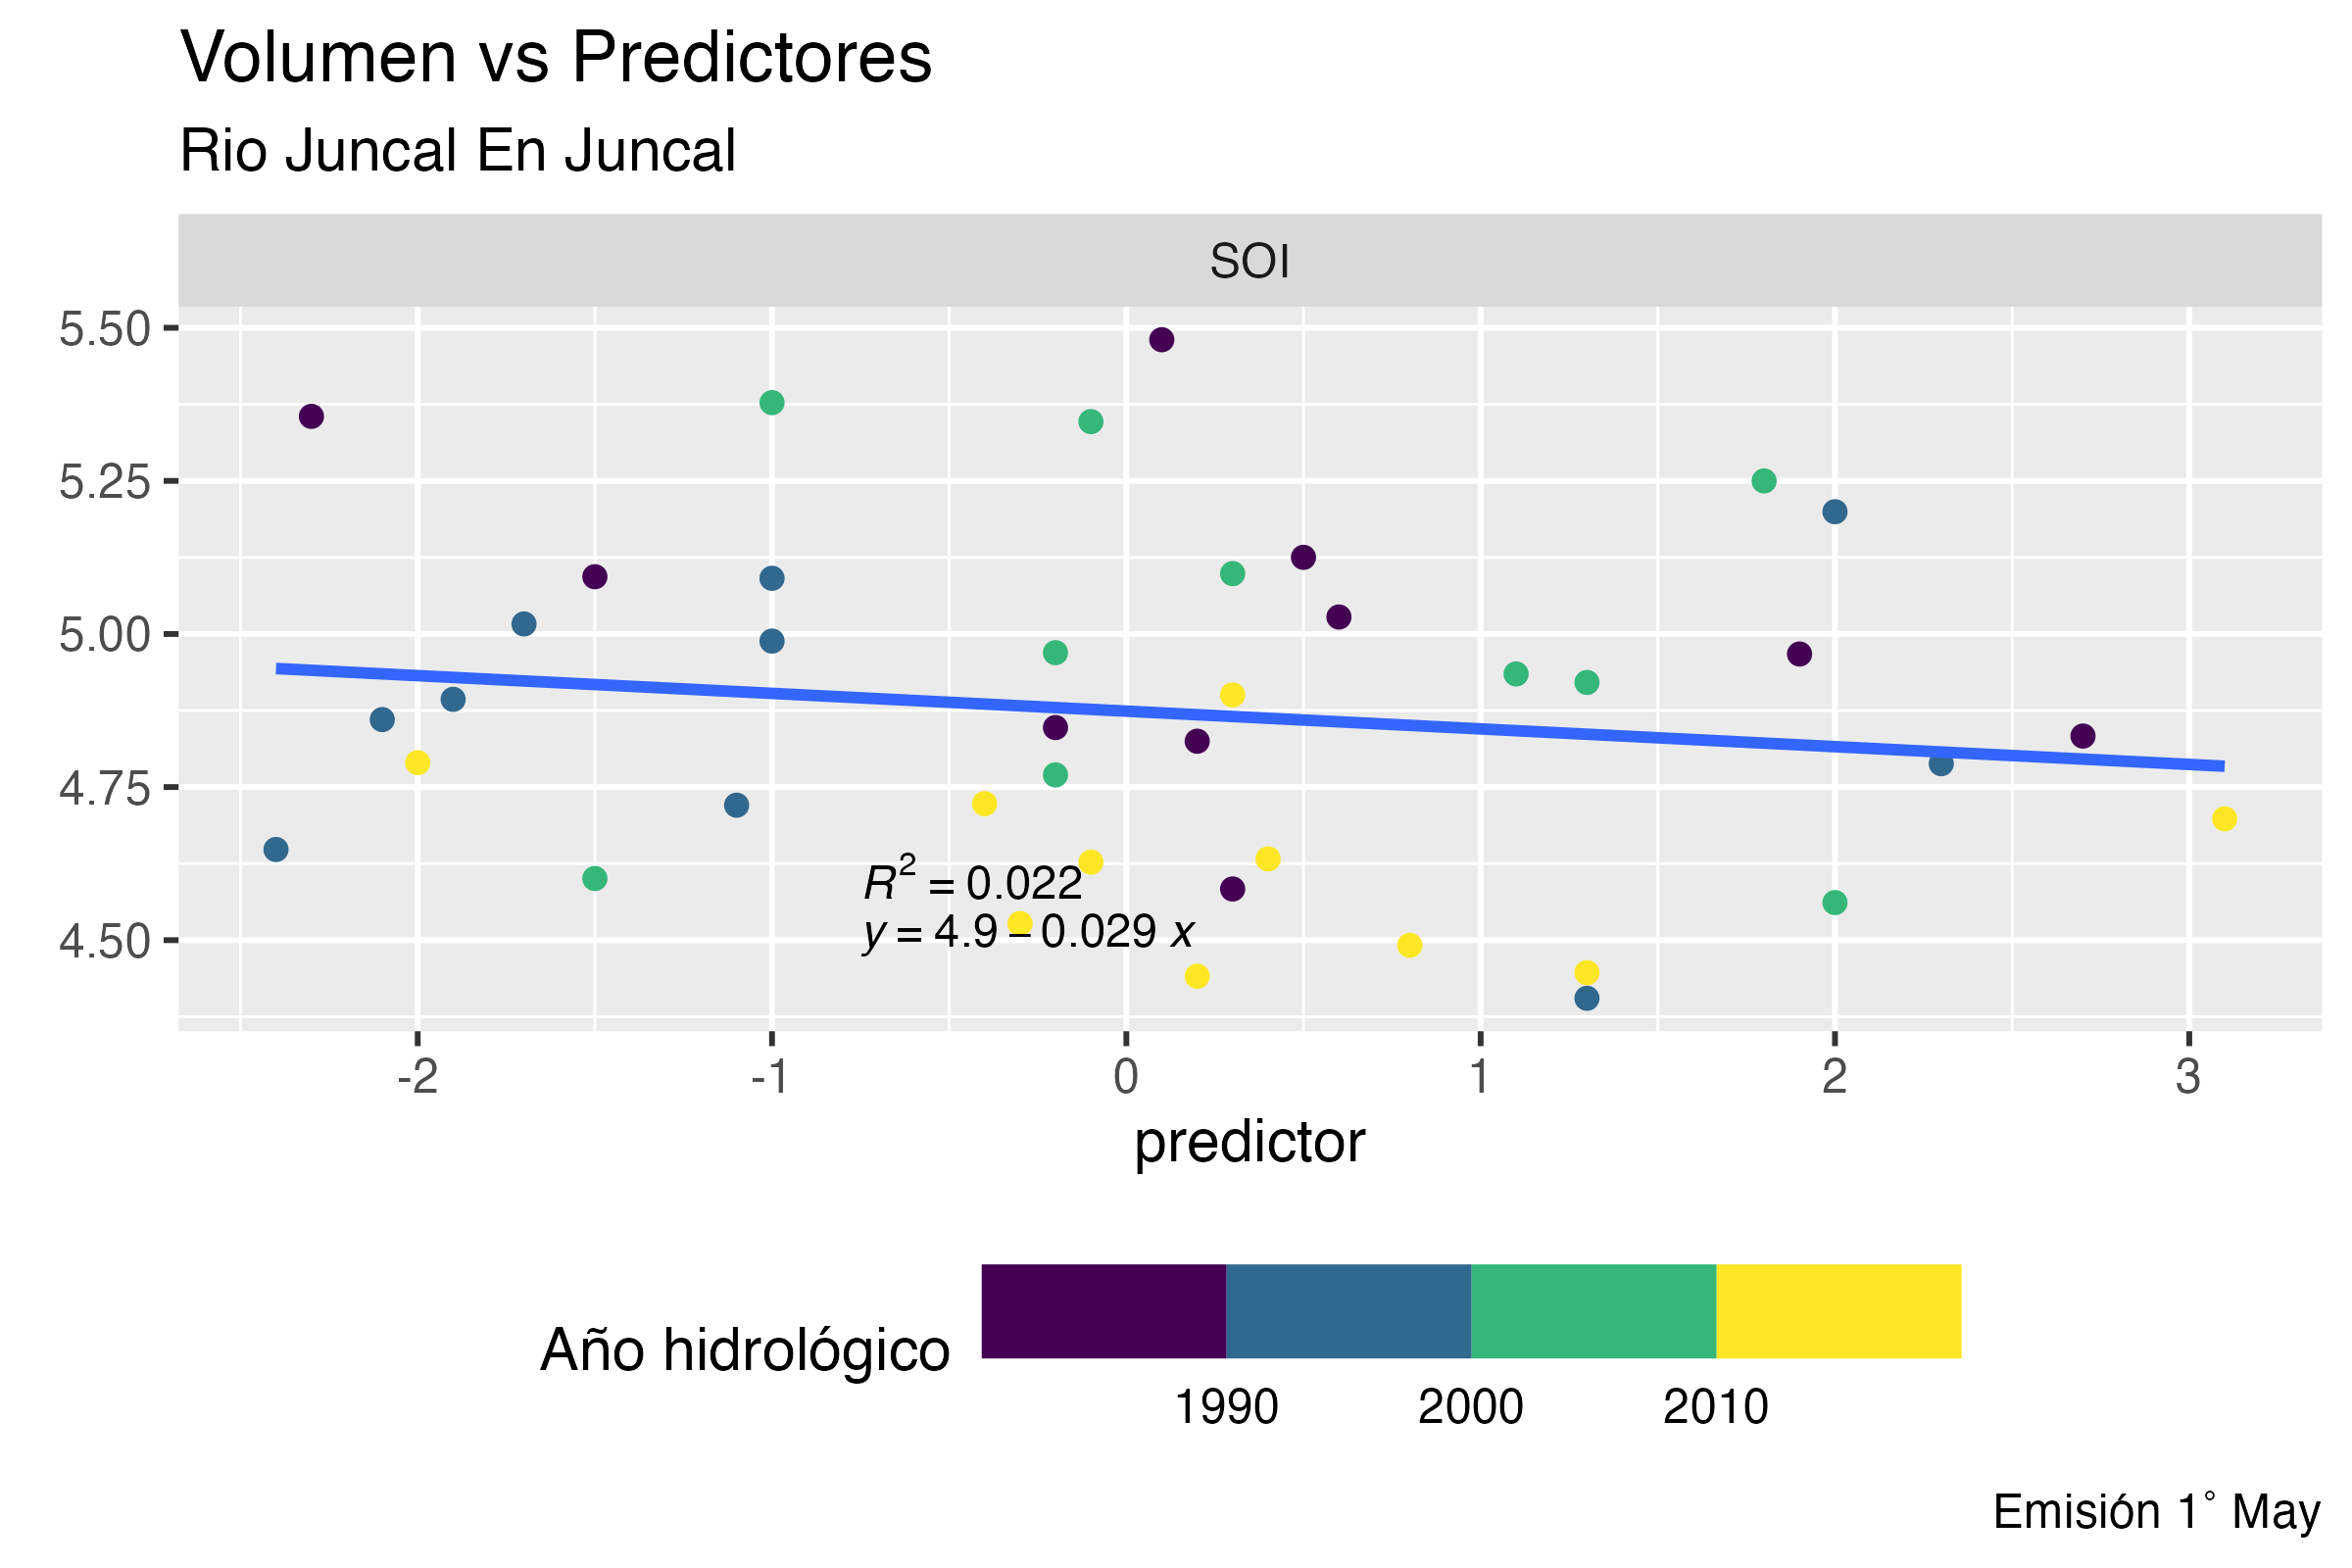 Volumen vs Predictores
Rio Juncal En Juncal
SOI
5.50
5.25
5.00
4.75
4.50
R² = 0.022
y = 4.9 − 0.029 x
-2 -1 0 1 2 3
predictor
Año hidrológico
1990 2000 2010
Emisión 1° May